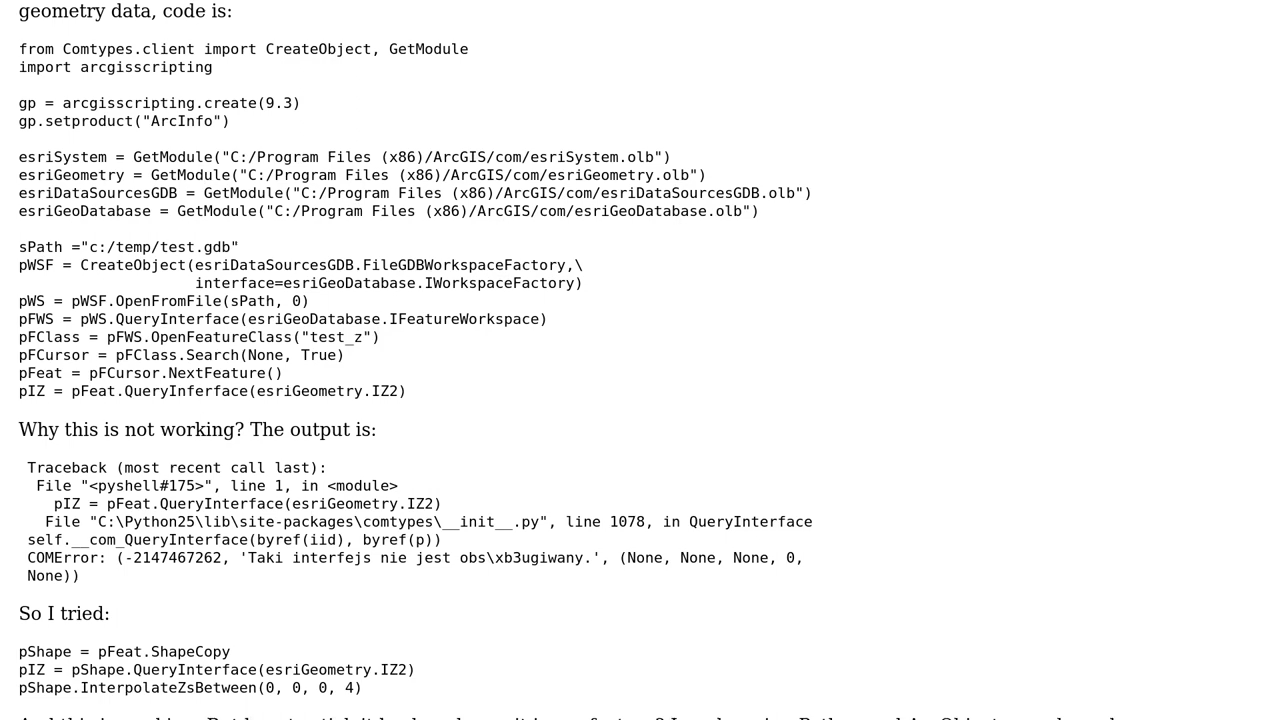 geometry data, code is:
from Comtypes.client import CreateObject, GetModule
import arcgisscripting
gp = arcgisscripting.create(9.3)
gp.setproduct("ArcInfo")
esriSystem = GetModule("C:/Program Files (x86)/ArcGIS/com/esriSystem.olb")
esriGeometry = GetModule("C:/Program Files (x86)/ArcGIS/com/esriGeometry.olb")
esriDataSourcesGDB = GetModule("C:/Program Files (x86)/ArcGIS/com/esriDataSourcesGDB.olb")
esriGeoDatabase = GetModule("C:/Program Files (x86)/ArcGIS/com/esriGeoDatabase.olb")
sPath ="c:/temp/test.gdb"
pWSF = CreateObject(esriDataSourcesGDB.FileGDBWorkspaceFactory,\
interface=esriGeoDatabase.IWorkspaceFactory)
pWS = pWSF.OpenFromFile(sPath, 0)
pFWS = pWS.QueryInterface(esriGeoDatabase.IFeatureWorkspace)
pFClass = pFWS.OpenFeatureClass("test_z")
pFCursor = pFClass.Search(None, True)
pFeat = pFCursor.NextFeature()
pIZ = pFeat.QueryInferface(esriGeometry.IZ2)
Why this is not working? The output is:
Traceback (most recent call last):
File "<pyshell#175>", line 1, in <module>
pIZ = pFeat.QueryInterface(esriGeometry.IZ2)
File "C:\Python25\lib\site-packages\comtypes\__init__.py", line 1078, in QueryInterface
self.__com_QueryInterface(byref(iid), byref(p))
COMError: (-2147467262, 'Taki interfejs nie jest obs\xb3ugiwany.', (None, None, None, 0,
None))
So I tried:
pShape = pFeat.ShapeCopy
pIZ = pShape.QueryInterface(esriGeometry.IZ2)
pShape.InterpolateZsBetween(0, 0, 0, 4)